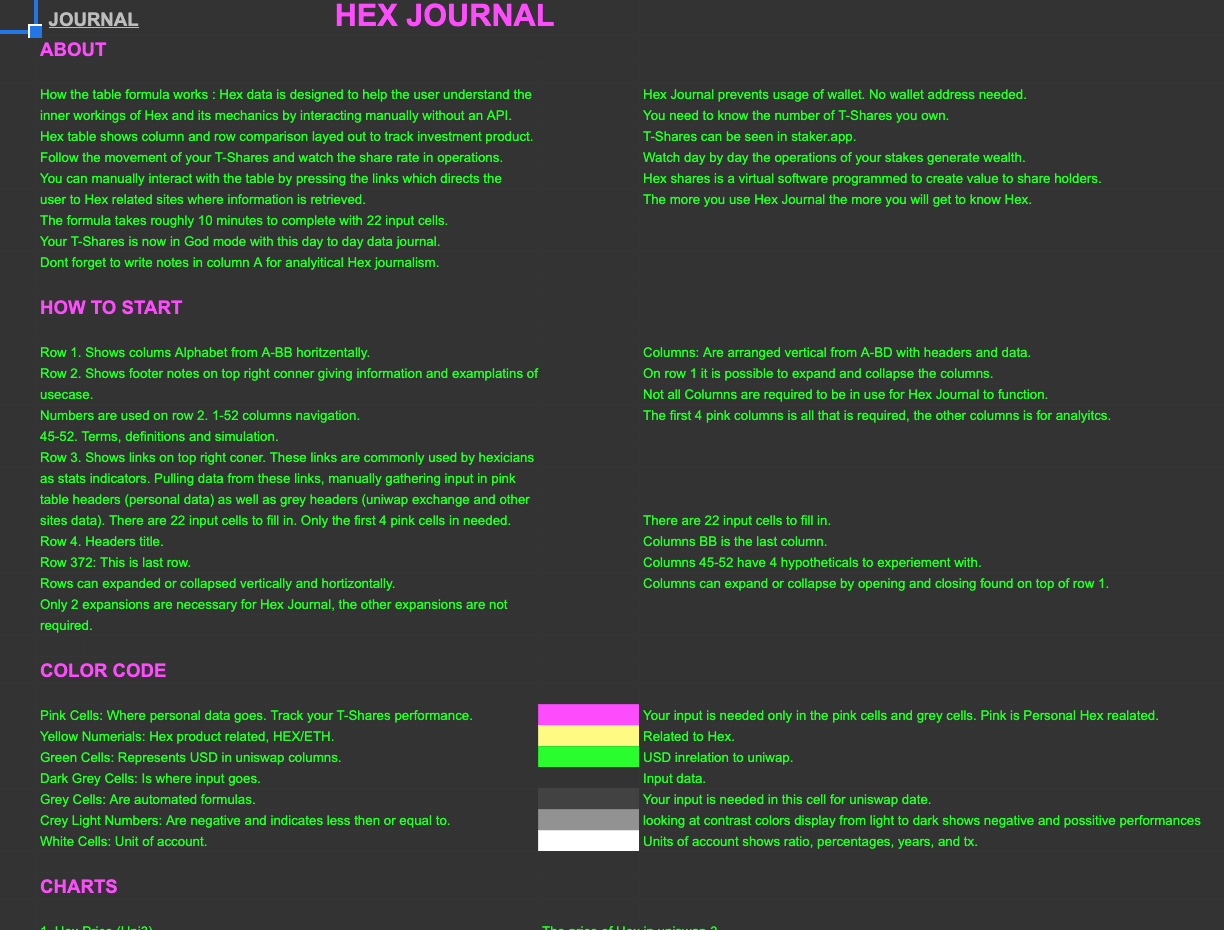 JOURNAL
HEX JOURNAL
ABOUT
How the table formula works : Hex data is designed to help the user understand the
inner workings of Hex and its mechanics by interacting manually without an API.
Hex table shows column and row comparison layed out to track investment product.
Follow the movement of your T-Shares and watch the share rate in operations.
You can manually interact with the table by pressing the links which directs the
user to Hex related sites where information is retrieved.
The formula takes roughly 10 minutes to complete with 22 input cells.
Your T-Shares is now in God mode with this day to day data journal.
Dont forget to write notes in column A for analyitical Hex journalism.
Hex Journal prevents usage of wallet. No wallet address needed.
You need to know the number of T-Shares you own.
T-Shares can be seen in staker.app.
Watch day by day the operations of your stakes generate wealth.
Hex shares is a virtual software programmed to create value to share holders.
The more you use Hex Journal the more you will get to know Hex.
HOW TO START
Row 1. Shows colums Alphabet from A-BB horitzentally.
Row 2. Shows footer notes on top right conner giving information and examplatins of
usecase.
Numbers are used on row 2. 1-52 columns navigation.
45-52. Terms, definitions and simulation.
Row 3. Shows links on top right coner. These links are commonly used by hexicians
as stats indicators. Pulling data from these links, manually gathering input in pink
table headers (personal data) as well as grey headers (uniwap exchange and other
sites data). There are 22 input cells to fill in. Only the first 4 pink cells in needed.
Row 4. Headers title.
Row 372: This is last row.
Rows can expanded or collapsed vertically and hortizontally.
Only 2 expansions are necessary for Hex Journal, the other expansions are not
required.
Columns: Are arranged vertical from A-BD with headers and data.
On row 1 it is possible to expand and collapse the columns.
Not all Columns are required to be in use for Hex Journal to function.
The first 4 pink columns is all that is required, the other columns is for analyitcs.
There are 22 input cells to fill in.
Columns BB is the last column.
Columns 45-52 have 4 hypotheticals to experiement with.
Columns can expand or collapse by opening and closing found on top of row 1.
COLOR CODE
Pink Cells: Where personal data goes. Track your T-Shares performance.
Your input is needed only in the pink cells and grey cells. Pink is Personal Hex realated.
Yellow Numerials: Hex product related, HEX/ETH.
Related to Hex.
Green Cells: Represents USD in uniswap columns.
USD inrelation to uniwap.
Dark Grey Cells: Is where input goes.
Input data.
Grey Cells: Are automated formulas.
Your input is needed in this cell for uniswap date.
Crey Light Numbers: Are negative and indicates less then or equal to.
looking at contrast colors display from light to dark shows negative and possitive performances
White Cells: Unit of account.
Units of account shows ratio, percentages, years, and tx.
CHARTS
1. Hex Price (Uni3)
The price of Hex in uniswap 3